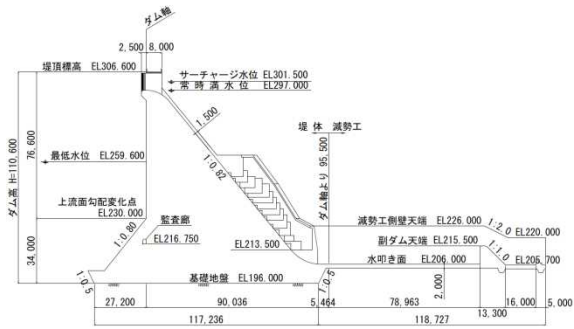 ダム軸
2,500 8,000
堤頂標高 EL306.600
サーチャージ水位 EL301.500
常時満水位 EL297.000
1,500
堤体 減勢工
ダム高 H=110,600
76,600
最低水位 EL259.600
1:0.82
ダム軸より 95.500
上流面勾配変化点
EL230.000
監査廊
EL216.750
1:0.80
EL213.500
減勢工側壁天端 EL226.000
1:2.0
EL220.000
副ダム天端 EL215.500
1:1.0
水叩き面 EL206.000
EL205.700
34,000
基礎地盤 EL196.000
1:0.5
1:0.5
2,000
27,200 90,036 5,464 78,963 13,300 16,000 5,000
117,236 118,727